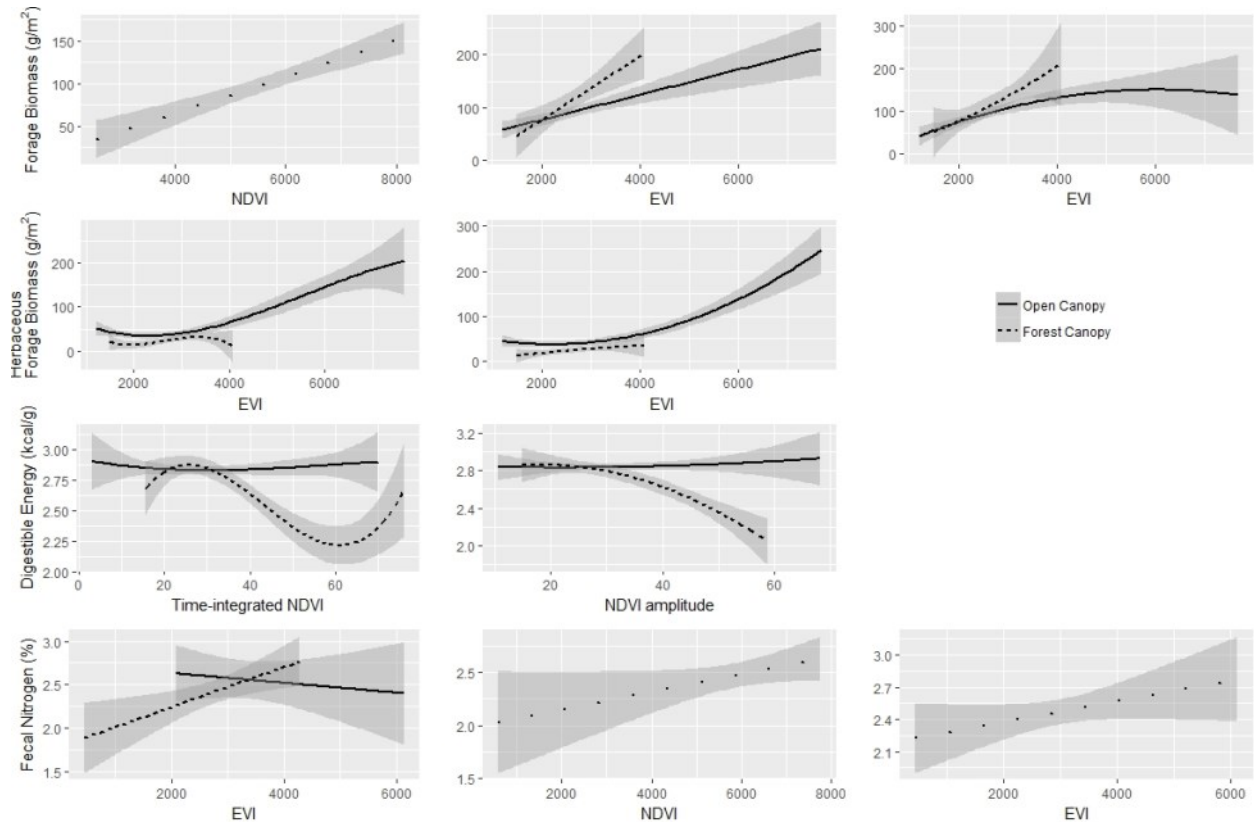 Forage Biomass (g/m²)
150
100
50
4000 6000 8000
NDVI
200
100
0
2000 4000 6000
EVI
300
200
100
0
2000 4000 6000
EVI
Herbaceous
Forage Biomass (g/m²)
200
100
0
2000 4000 6000
EVI
300
200
100
0
2000 4000 6000
EVI
Open Canopy
Forest Canopy
Digestible Energy (kcal/g)
3.00
2.75
2.50
2.25
2.00
0 20 40 60
Time-integrated NDVI
3.2
2.8
2.4
2.0
20 40 60
NDVI amplitude
Fecal Nitrogen (%)
3.0
2.5
2.0
1.5
2000 4000 6000
EVI
2.5
2.0
1.5
2000 4000 6000 8000
NDVI
3.0
2.7
2.4
2.1
2000 4000 6000
EVI